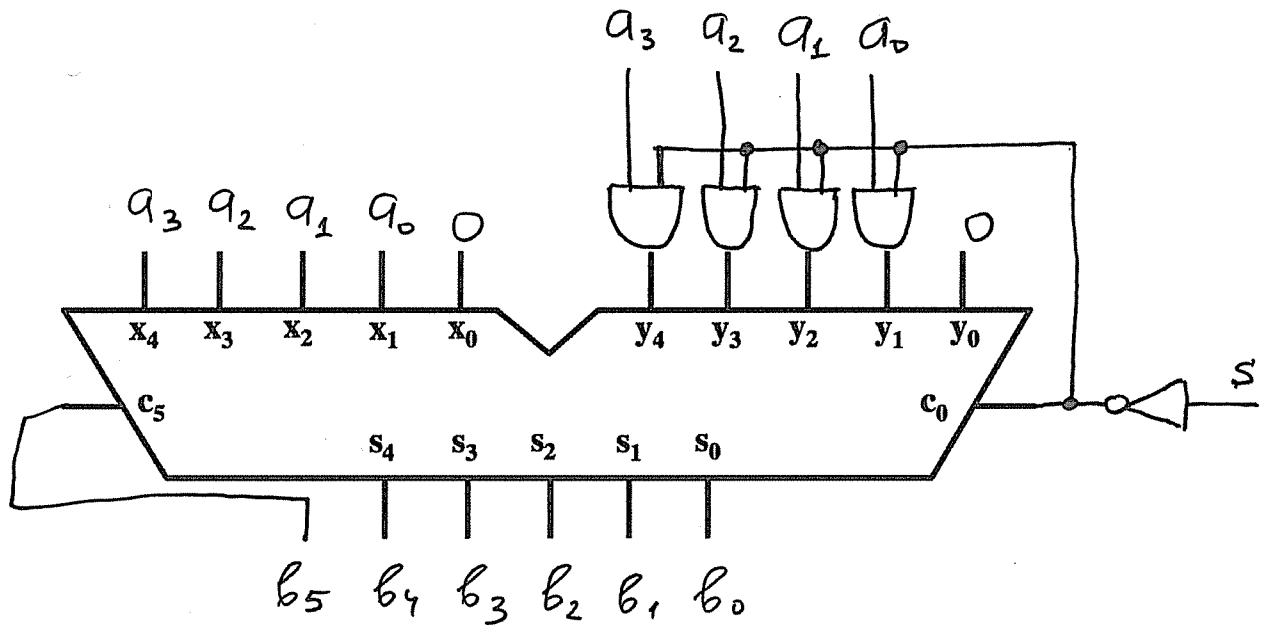 a3 a2 a1 a0
a3 a2 a1 a0 0 0
x4 x3 x2 x1 x0 y4 y3 y2 y1 y0
S
c5 c0
s4 s3 s2 s1 s0
b5 b4 b3 b2 b1 b0